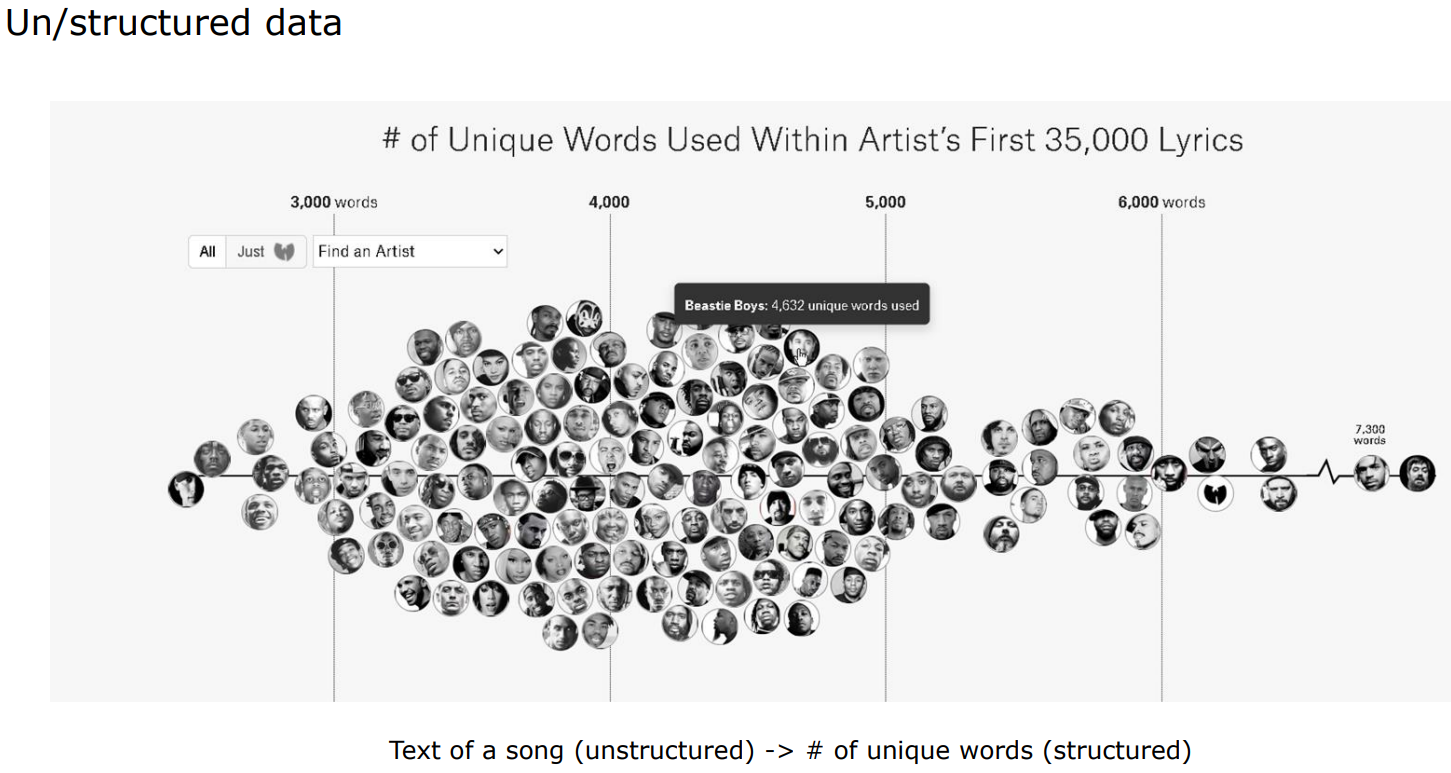 Un/structured data
# of Unique Words Used Within Artist's First 35,000 Lyrics
3,000 words
4,000
5,000
6,000 words
All
Just
Find an Artist
Beastie Boys: 4,632 unique words used
7,300
words
Text of a song (unstructured) -> # of unique words (structured)